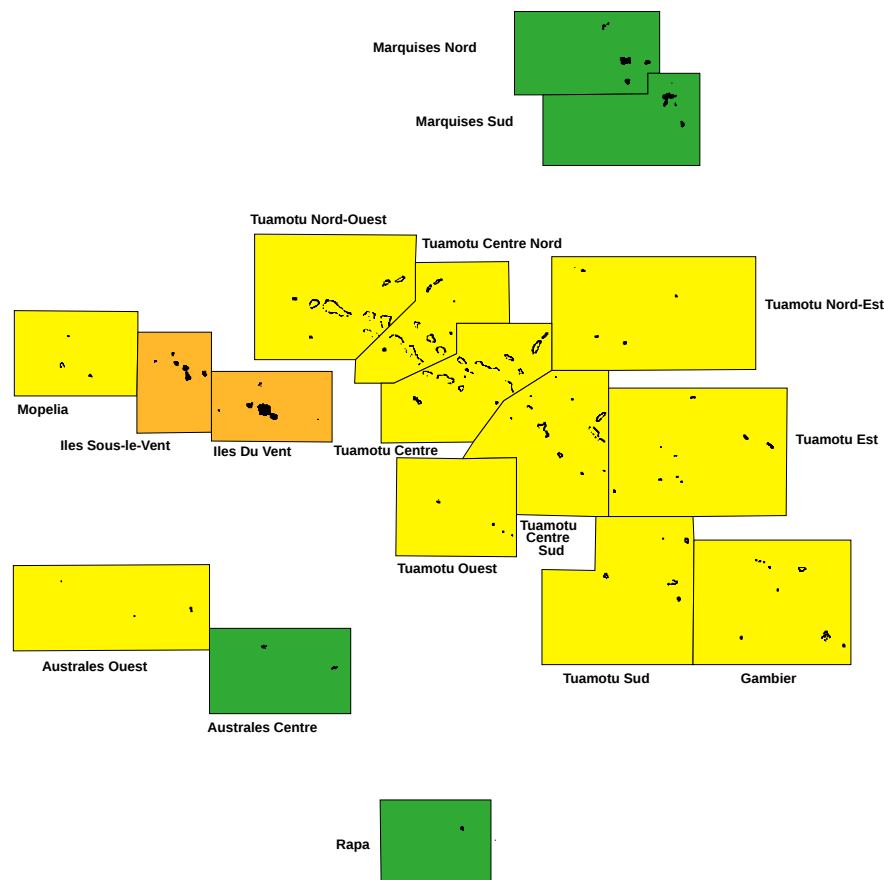 Marquises Nord
Marquises Sud
Tuamotu Nord-Ouest
Tuamotu Centre Nord
Tuamotu Nord-Est
Mopelia
Iles Sous-le-Vent
Iles Du Vent
Tuamotu Centre
Tuamotu Est
Tuamotu
Centre
Sud
Tuamotu Ouest
Australes Ouest
Tuamotu Sud
Gambier
Australes Centre
Rapa